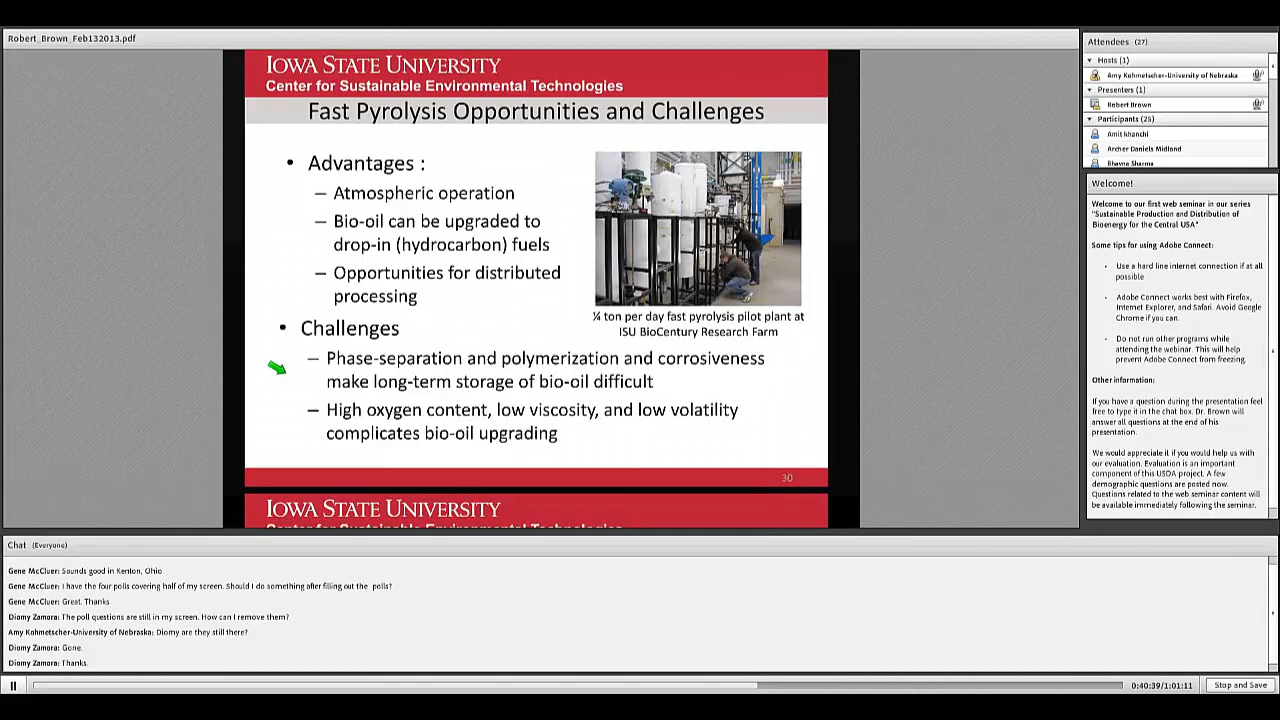 Robert_Brown_Feb132013.pdf
IOWA STATE UNIVERSITY
Center for Sustainable Environmental Technologies
Fast Pyrolysis Opportunities and Challenges
• Advantages :
– Atmospheric operation
– Bio-oil can be upgraded to
drop-in (hydrocarbon) fuels
– Opportunities for distributed
processing
¼ ton per day fast pyrolysis pilot plant at
ISU BioCentury Research Farm
• Challenges
– Phase-separation and polymerization and corrosiveness
make long-term storage of bio-oil difficult
– High oxygen content, low viscosity, and low volatility
complicates bio-oil upgrading
30
IOWA STATE UNIVERSITY
Center for Sustainable Environmental Technologies
Attendees (27)
Hosts (1)
Amy Kohmetscher-University of Nebraska
Presenters (1)
Robert Brown
Participants (25)
Amit khanchi
Archer Daniels Midland
Bhavna Sharma
Welcome!
Welcome to our first web seminar in our series
"Sustainable Production and Distribution of
Bioenergy for the Central USA"
Some tips for using Adobe Connect:
• Use a hard line internet connection if at all
possible
• Adobe Connect works best with Firefox,
Internet Explorer, and Safari. Avoid Google
Chrome if you can.
• Do not run other programs while
attending the webinar. This will help
prevent Adobe Connect from freezing.
Other information:
If you have a question during the presentation feel
free to type it in the chat box. Dr. Brown will
answer all questions at the end of his
presentation.
We would appreciate it if you would help us with
our evaluation. Evaluation is an important
component of this USDA project. A few
demographic questions are posted now.
Questions related to the web seminar content will
be available immediately following the seminar.
Chat (Everyone)
Gene McCluer: Sounds good in Kenton, Ohio
Gene McCluer: I have the four polls covering half of my screen. Should I do something after filling out the polls?
Gene McCluer: Great. Thanks
Diomy Zamora: The poll questions are still in my screen. How can I remove them?
Amy Kohmetscher-University of Nebraska: Diomy are they still there?
Diomy Zamora: Gone.
Diomy Zamora: Thanks.
0:40:39/1:01:11
Stop and Save